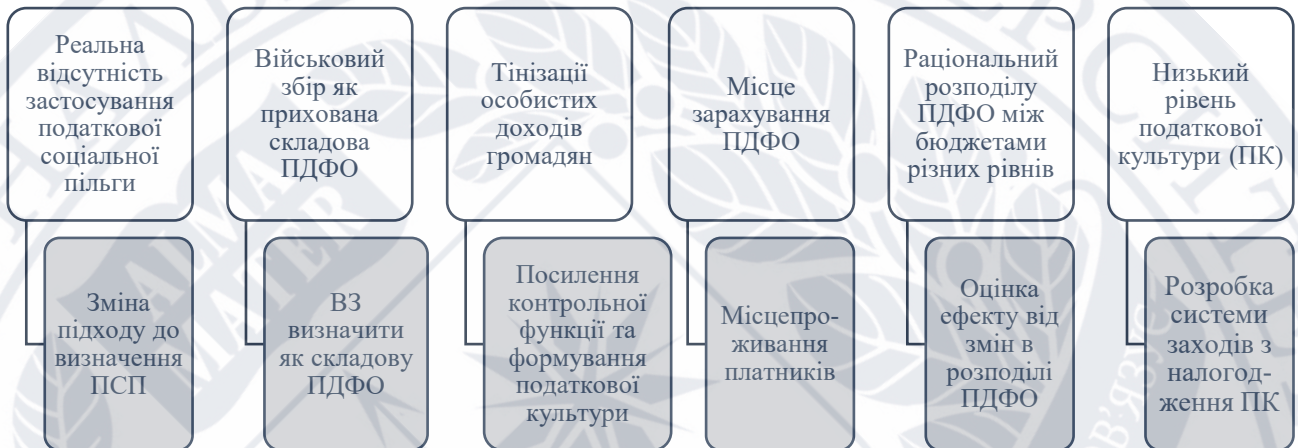 Реальна
відсутність
застосування
податкової
соціальної
пільги
Зміна
підходу до
визначення
ПСП
Військовий
збір як
прихована
складова
ПДФО
ВЗ
визначити
як складову
ПДФО
Тінізації
особистих
доходів
громадян
Посилення
контрольної
функції та
формування
податкової
культури
Місце
зарахування
ПДФО
Місцепро-
живання
платників
Раціональний
розподілу
ПДФО між
бюджетами
різних рівнів
Оцінка
ефекту від
змін в
розподілі
ПДФО
Низький
рівень
податкової
культури (ПК)
Розробка
системи
заходів з
налогод-
ження ПК
ALMA
MATER